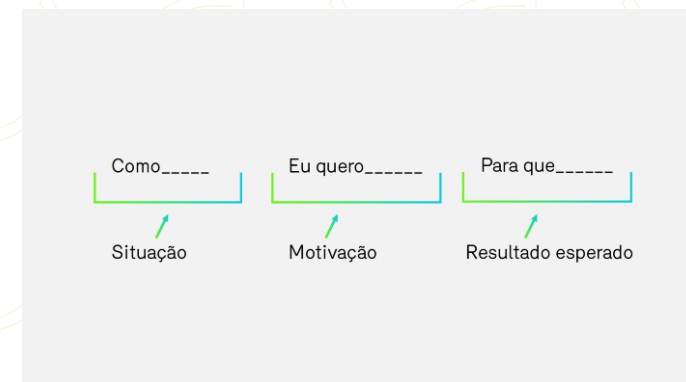 Como_____ Eu quero______ Para que______
Situação Motivação Resultado esperado